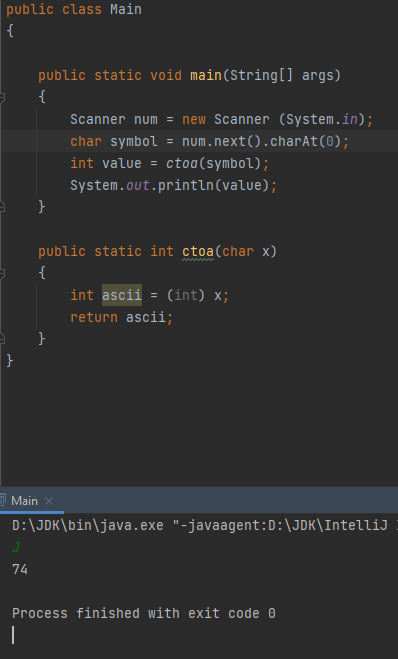 public class Main
{
public static void main(String[] args)
{
Scanner num = new Scanner (System.in);
char symbol = num.next().charAt(0);
int value = ctoa(symbol);
System.out.println(value);
}
public static int ctoa(char x)
{
int ascii = (int) x;
return ascii;
}
}
Main
D:\JDK\bin\java.exe "-javaagent:D:\JDK\IntelliJ
J
74
Process finished with exit code 0